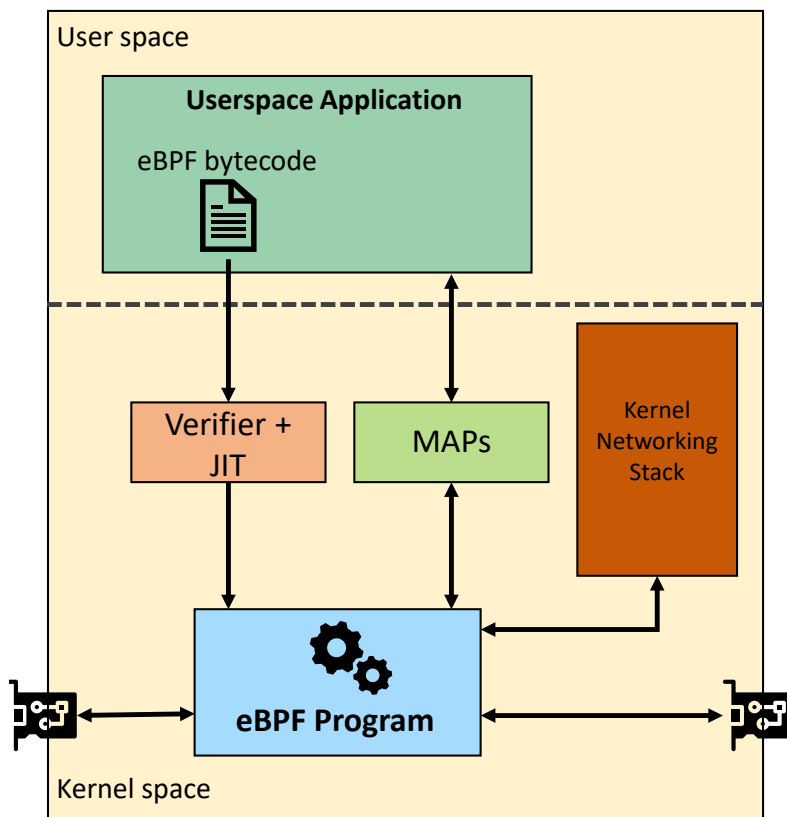 User space
Userspace Application
eBPF bytecode
Verifier +
JIT
MAPs
Kernel
Networking
Stack
eBPF Program
Kernel space